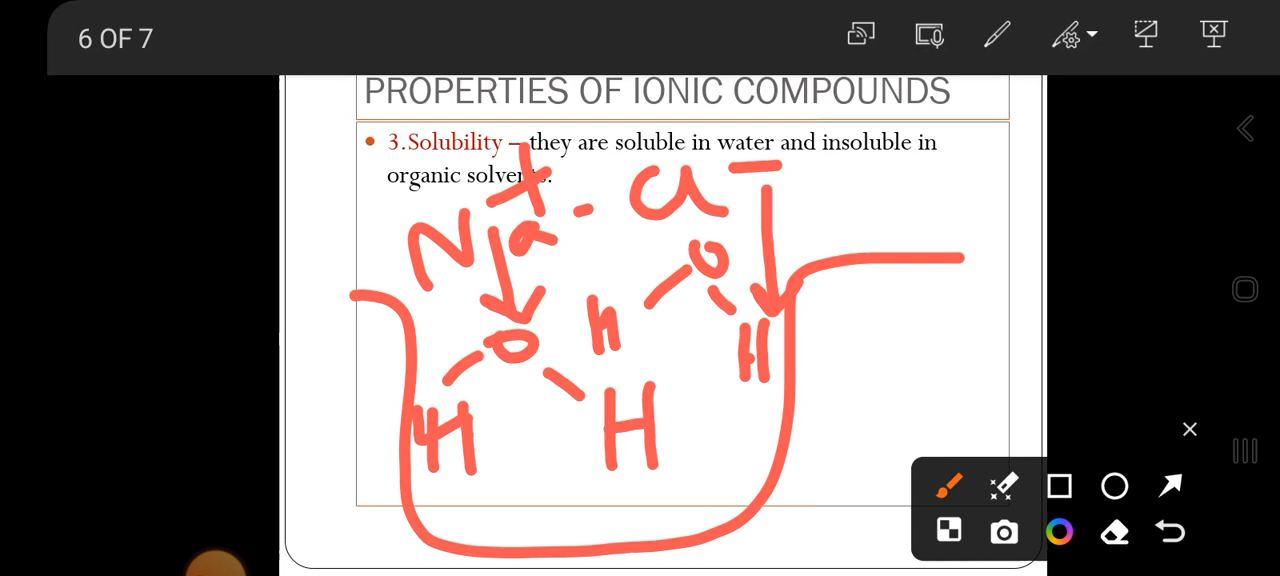 6 OF 7
PROPERTIES OF IONIC COMPOUNDS
• 3.Solubility – they are soluble in water and insoluble in
organic solvents.
Na+ - Cl –
O
O
h
H
H
H